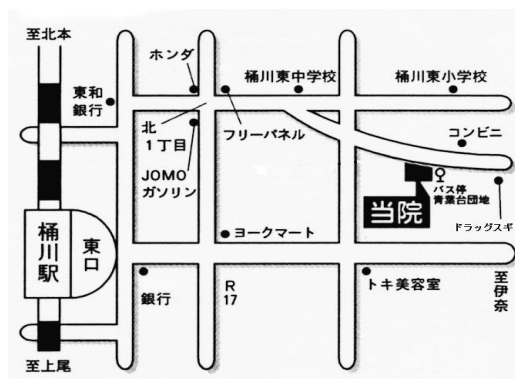 至北本
ホンダ
桶川東中学校
桶川東小学校
東和
銀行
北
1丁目
フリーパネル
コンビニ
JOMO
ガソリン
バス停
青葉台団地
当院
ドラッグスギ
桶川駅
東口
ヨークマート
銀行
R
17
トキ美容室
至伊奈
至上尾